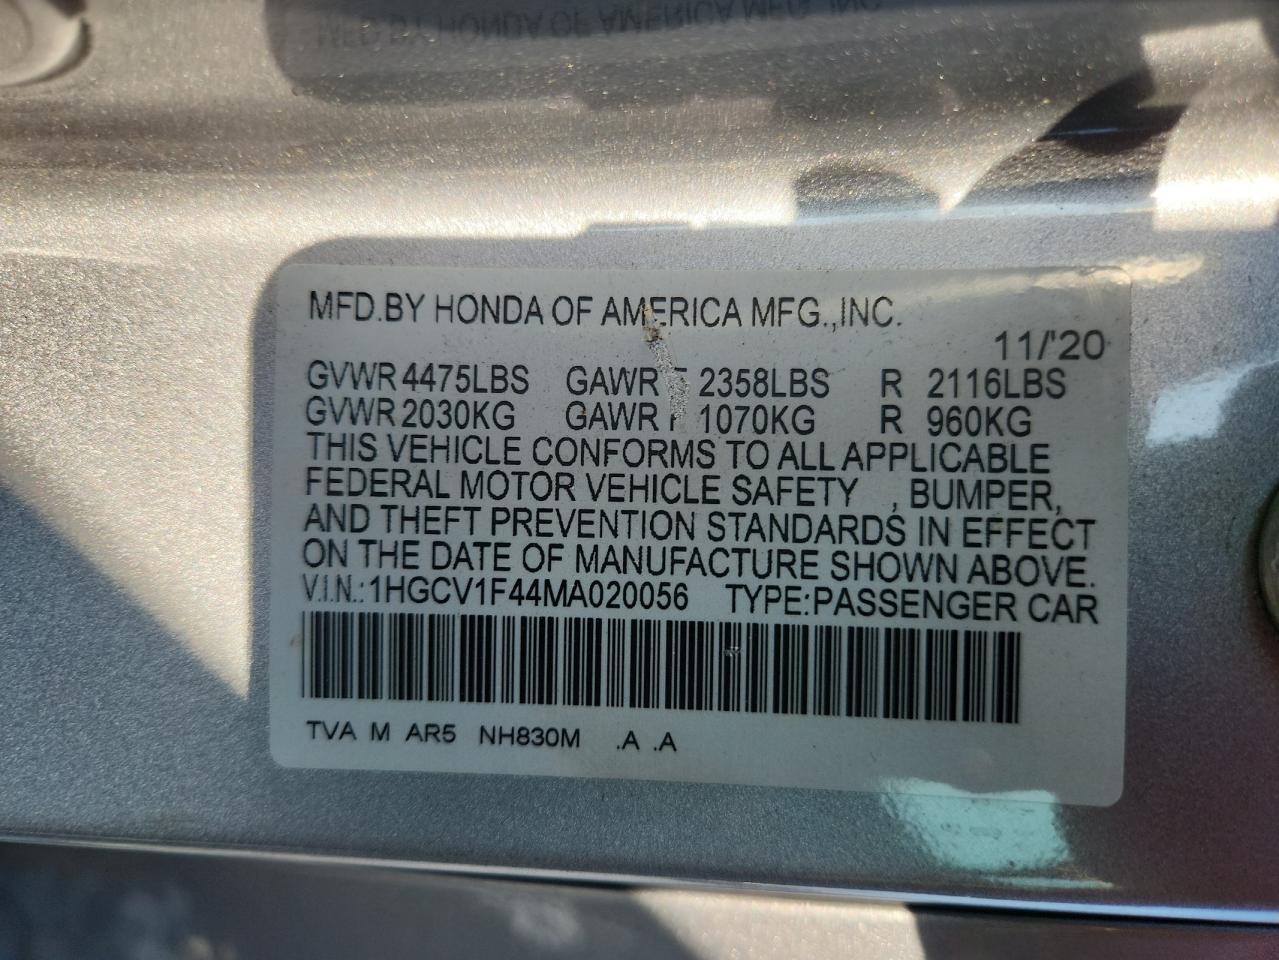 MFD.BY HONDA OF AMERICA MFG.,INC.
11/'20
GVWR 4475LBS GAWR F 2358LBS R 2116LBS
GVWR 2030KG GAWR F 1070KG R 960KG
THIS VEHICLE CONFORMS TO ALL APPLICABLE
FEDERAL MOTOR VEHICLE SAFETY , BUMPER,
AND THEFT PREVENTION STANDARDS IN EFFECT
ON THE DATE OF MANUFACTURE SHOWN ABOVE.
V.I.N.:1HGCV1F44MA020056 TYPE:PASSENGER CAR
TVA M AR5 NH830M .A .A